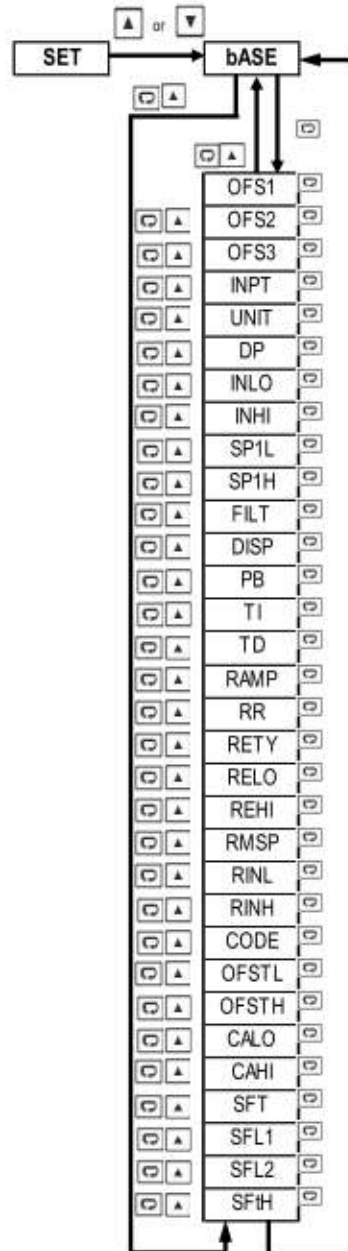 or
SET
bASE
OFS1
OFS2
OFS3
INPT
UNIT
DP
INLO
INHI
SP1L
SP1H
FILT
DISP
PB
TI
TD
RAMP
RR
RETY
RELO
REHI
RMSP
RINL
RINH
CODE
OFSTL
OFSTH
CALO
CAHI
SFT
SFL1
SFL2
SFtH